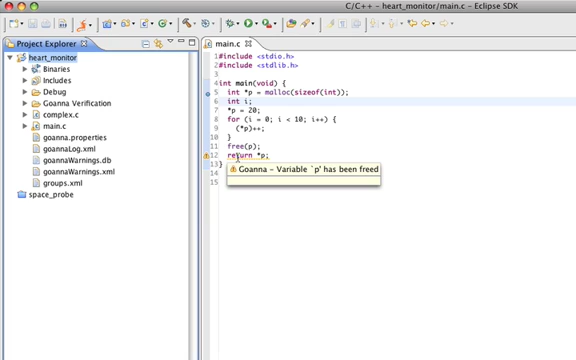 C/C++ - heart_monitor/main.c - Eclipse SDK
Project Explorer
heart_monitor
Binaries
Includes
Debug
Goanna Verification
complex.c
main.c
goanna.properties
goannaLog.xml
goannaWarnings.db
goannaWarnings.xml
groups.xml
space_probe
main.c
1 #include <stdio.h>
2 #include <stdlib.h>
3
4 int main(void) {
5 int *p = malloc(sizeof(int));
6 int i;
7 *p = 20;
8 for (i = 0; i < 10; i++) {
9 (*p)++;
10 }
11 free(p);
12 return *p;
13 }
Goanna - Variable `p' has been freed
14
15